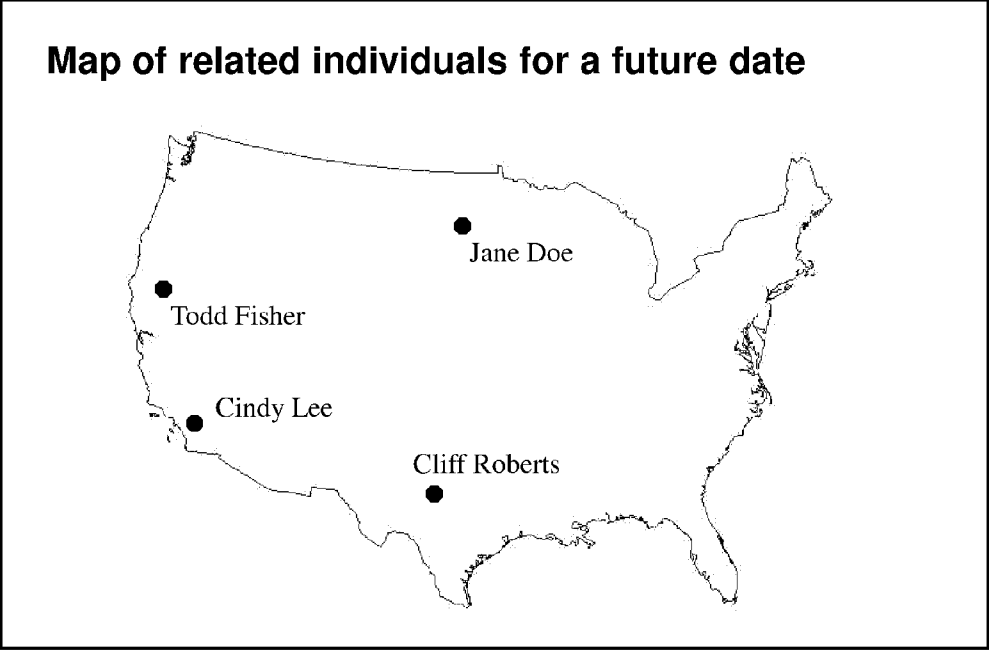 Map of related individuals for a future date
Jane Doe
Todd Fisher
Cindy Lee
Cliff Roberts